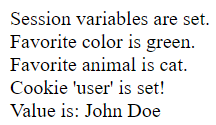 Session variables are set.
Favorite color is green.
Favorite animal is cat.
Cookie 'user' is set!
Value is: John Doe